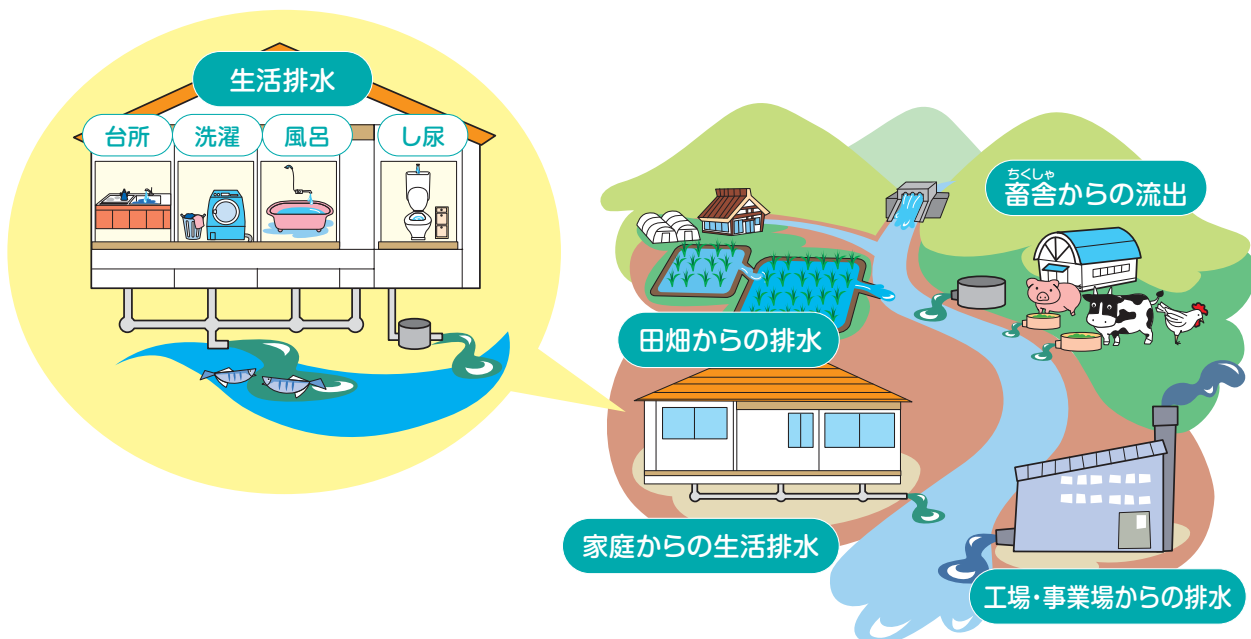 生活排水
台所
洗濯
風呂
し尿
ちくしゃ
畜舎からの流出
田畑からの排水
家庭からの生活排水
工場・事業場からの排水